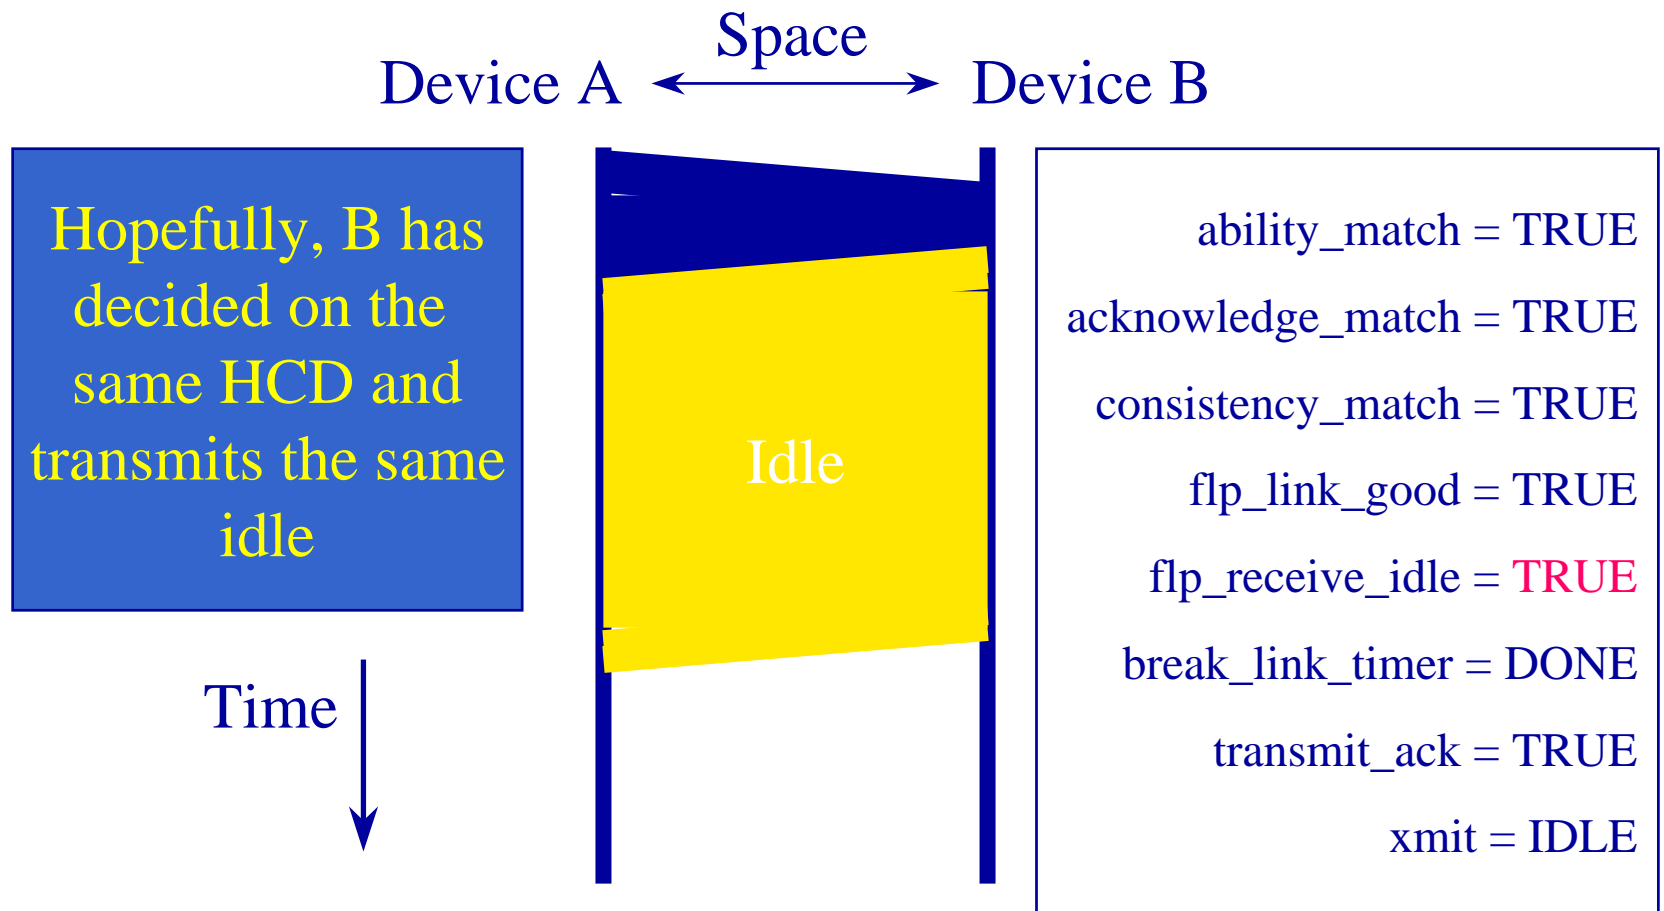 Space
Device A
Device B
Hopefully, B has
decided on the
same HCD and
transmits the same
idle
Idle
Time
ability_match = TRUE
acknowledge_match = TRUE
consistency_match = TRUE
flp_link_good = TRUE
flp_receive_idle = TRUE
break_link_timer = DONE
transmit_ack = TRUE
xmit = IDLE